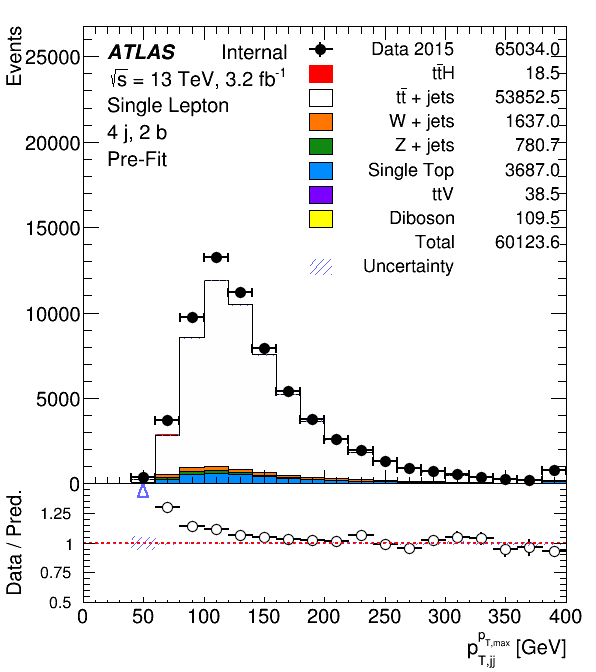 Events
ATLAS Internal
√s = 13 TeV, 3.2 fb⁻¹
Single Lepton
4 j, 2 b
Pre-Fit
Data 2015 65034.0
tt̄H 18.5
tt̄ + jets 53852.5
W + jets 1637.0
Z + jets 780.7
Single Top 3687.0
ttV 38.5
Diboson 109.5
Total 60123.6
Uncertainty
25000
20000
15000
10000
5000
0
Data / Pred.
1.25
1
0.75
0.5
0 50 100 150 200 250 300 350 400
p_{T,jj}^{p_{T,max}} [GeV]